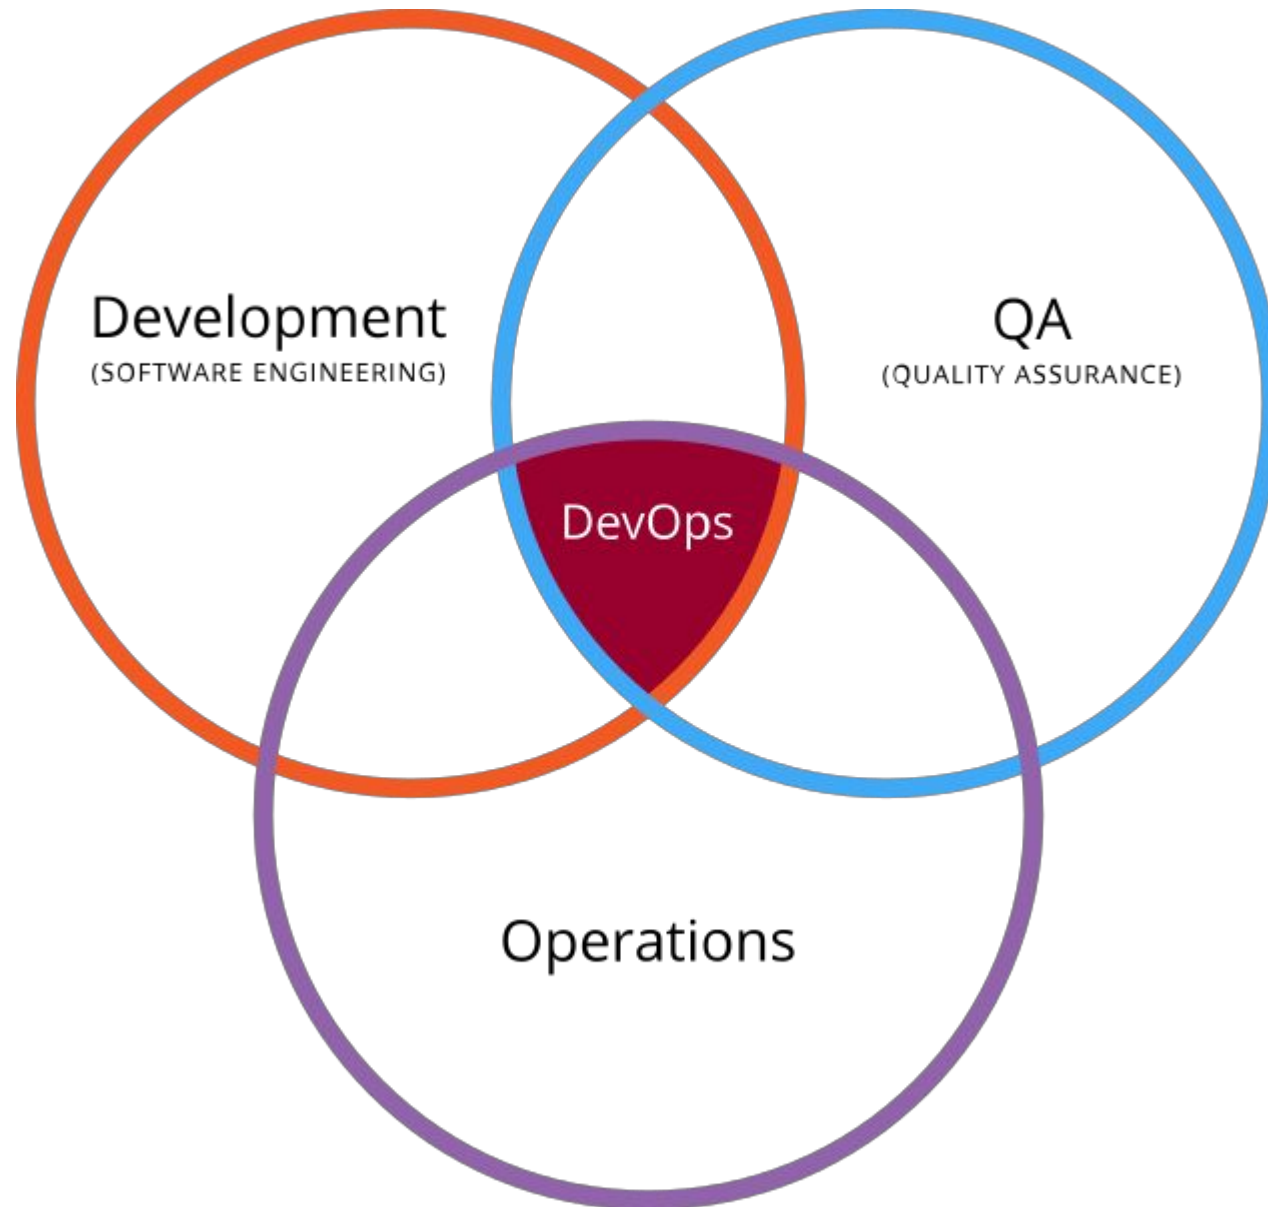 Development
(SOFTWARE ENGINEERING)
QA
(QUALITY ASSURANCE)
DevOps
Operations